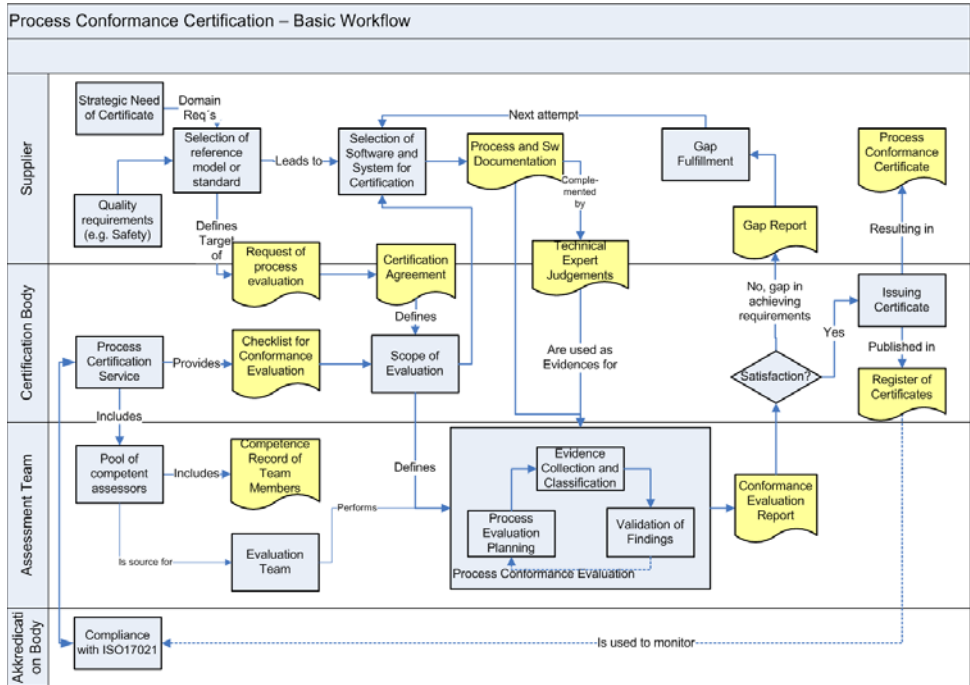 Process Conformance Certification – Basic Workflow
Supplier
Strategic Need
of Certificate
Domain
Req´s
Selection of
reference
model or
standard
Quality
requirements
(e.g. Safety)
Leads to
Selection of
Software and
System for
Certification
Next attempt
Process and Sw
Documentation
Comple-
mented
by
Gap
Fulfillment
Process
Conformance
Certificate
Defines
Target
of
Request of
process
evaluation
Certification
Agreement
Technical
Expert
Judgements
Gap Report
Resulting in
Certification Body
No, gap in
achieving
requirements
Yes
Issuing
Certificate
Defines
Process
Certification
Service
Provides
Checklist for
Conformance
Evaluation
Scope of
Evaluation
Are used as
Evidences for
Satisfaction?
Published in
Register of
Certificates
Includes
Assessment Team
Pool of
competent
assessors
Includes
Competence
Record of
Team
Members
Defines
Evidence
Collection and
Classification
Process
Evaluation
Planning
Validation of
Findings
Process Conformance Evaluation
Conformance
Evaluation
Report
Performs
Is source for
Evaluation
Team
Akkredicati
on Body
Compliance
with ISO17021
Is used to monitor